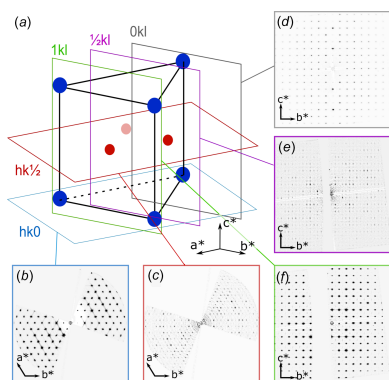 (a)
1kl
½kl
0kl
(d)
c*
b*
hk½
(e)
c*
b*
hk0
c*
a*
b*
(b)
(c)
(f)
a*
b*
a*
b*
c*
b*